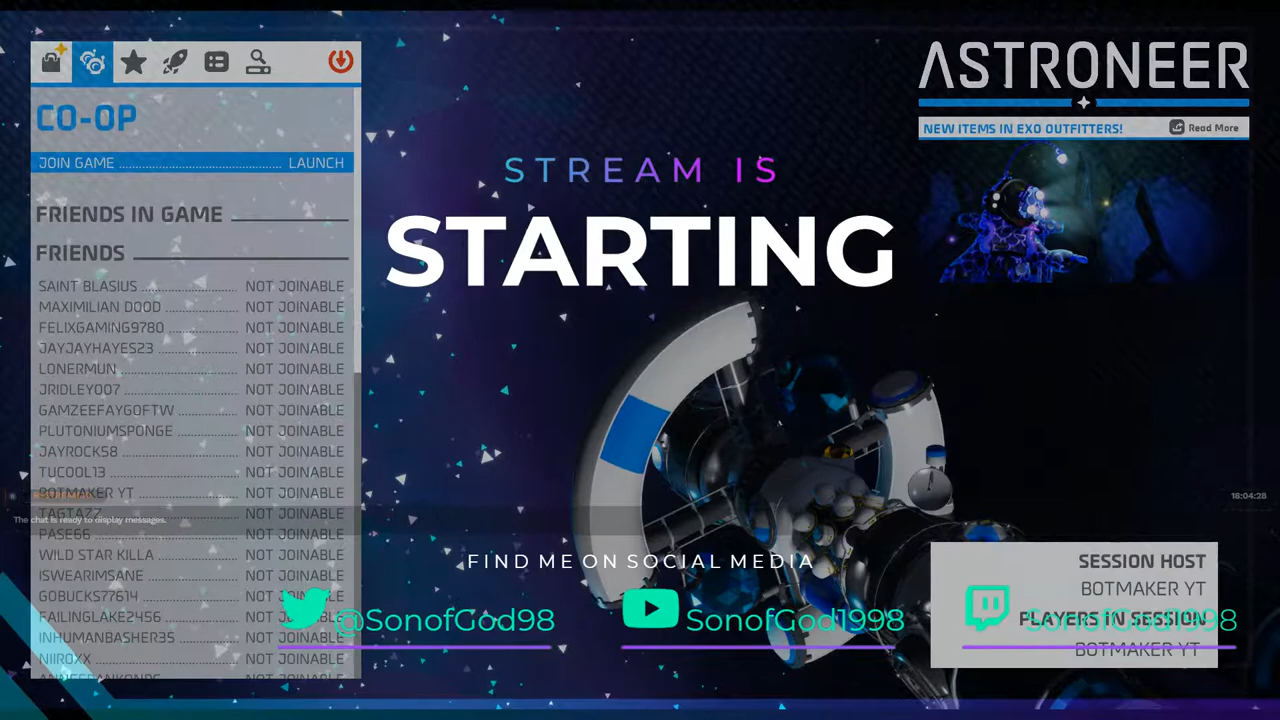 CO-OP
JOIN GAME LAUNCH
FRIENDS IN GAME
FRIENDS
SAINT BLASIUS NOT JOINABLE
MAXIMILIAN DOOD NOT JOINABLE
FELIXGAMING9780 NOT JOINABLE
JAYJAYHAYES23 NOT JOINABLE
LONERMUN NOT JOINABLE
JRIDLEY007 NOT JOINABLE
GAMZEEFAYGOFTW NOT JOINABLE
PLUTONIUMSPONGE NOT JOINABLE
JAYROCKS8 NOT JOINABLE
TUCOOL13 NOT JOINABLE
BOTMAKER YT NOT JOINABLE
TAGTAZZ NOT JOINABLE
The chat is ready to display messages.
PASE66 NOT JOINABLE
WILD STAR KILLA NOT JOINABLE
ISWEARIMSANE NOT JOINABLE
GOBUCKS77614 NOT JOINABLE
FAILINGLAKE2456 NOT JOINABLE
INHUMANBASHER35 NOT JOINABLE
NIIROXX NOT JOINABLE
STREAM IS
STARTING
FIND ME ON SOCIAL MEDIA
@SonofGod98
SonofGod1998
SonofGod1998
ASTRONEER
NEW ITEMS IN EXO OUTFITTERS! Read More
18:04:28
SESSION HOST
BOTMAKER YT
PLAYERS IN SESSION
BOTMAKER YT